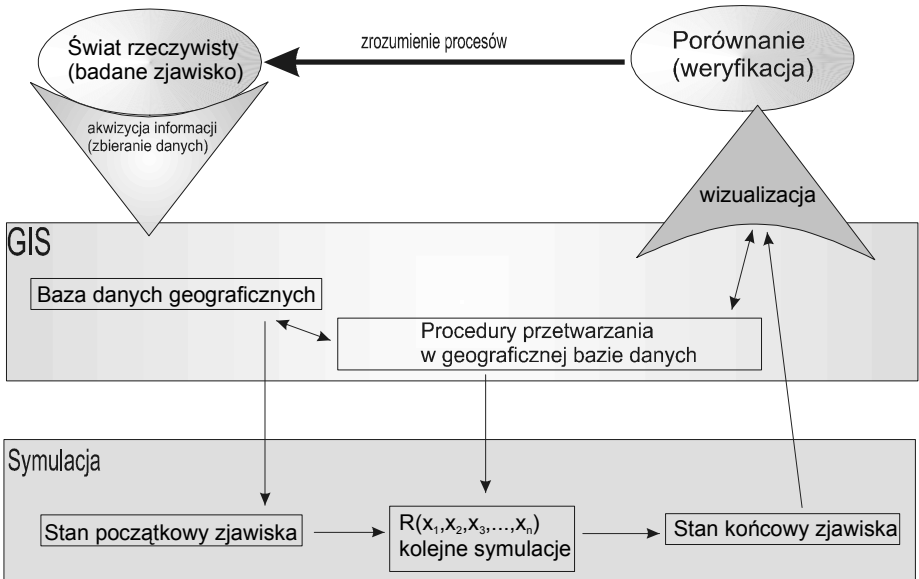 Świat rzeczywisty
(badane zjawisko)
zrozumienie procesów
Porównanie
(weryfikacja)
akwizycja informacji
(zbieranie danych)
wizualizacja
GIS
Baza danych geograficznych
Procedury przetwarzania
w geograficznej bazie danych
Symulacja
Stan początkowy zjawiska
R(x₁,x₂,x₃,...,xₙ)
kolejne symulacje
Stan końcowy zjawiska